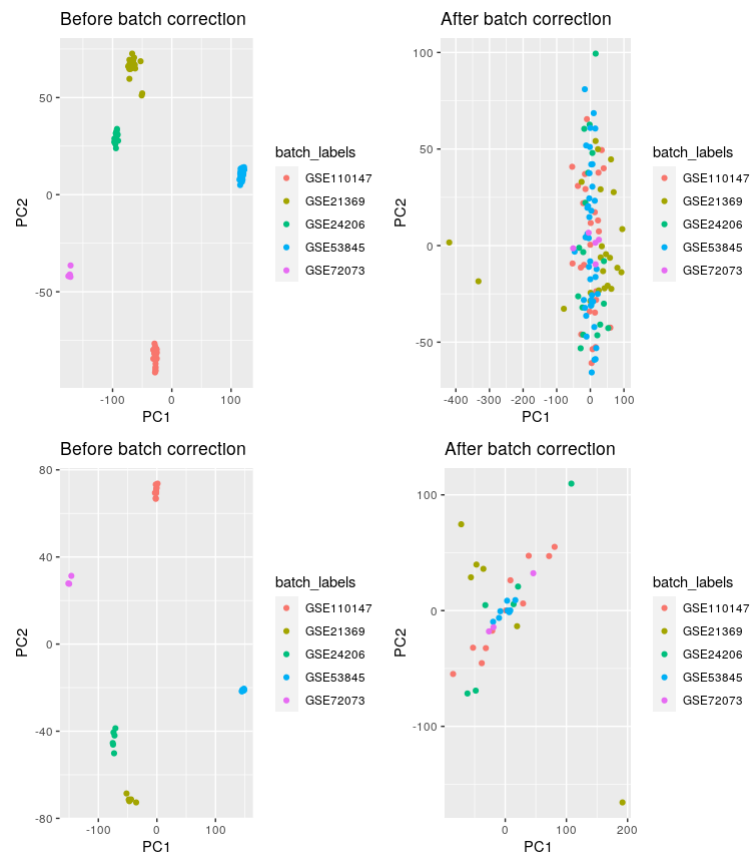 Before batch correction
After batch correction
50
0
-50
PC2
-100
0
100
PC1
batch_labels
GSE110147
GSE21369
GSE24206
GSE53845
GSE72073
100
50
0
-50
PC2
-400
-300
-200
-100
0
100
PC1
batch_labels
GSE110147
GSE21369
GSE24206
GSE53845
GSE72073
Before batch correction
After batch correction
80
40
0
-40
-80
PC2
-100
0
100
PC1
batch_labels
GSE110147
GSE21369
GSE24206
GSE53845
GSE72073
100
0
-100
PC2
0
100
200
PC1
batch_labels
GSE110147
GSE21369
GSE24206
GSE53845
GSE72073